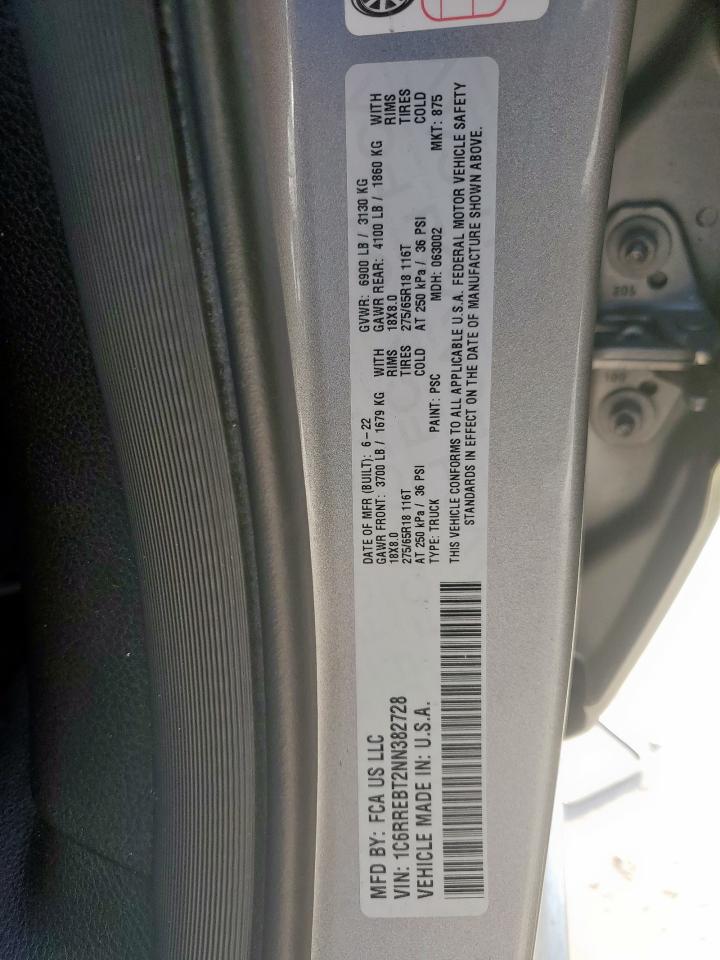 MFD BY: FCA US LLC
VIN: 1C6RREBT2NN382728
VEHICLE MADE IN: U.S.A.
DATE OF MFR (BUILT): 6-22
GAWR FRONT: 3700 LB / 1679 KG WITH
18X8.0 RIMS
275/65R18 116T TIRES
AT 250 kPa / 36 PSI COLD
TYPE: TRUCK PAINT: PSC
GVWR: 6900 LB / 3130 KG
GAWR REAR: 4100 LB / 1860 KG WITH
18X8.0 RIMS
275/65R18 116T TIRES
AT 250 kPa / 36 PSI COLD
MDH: 063002 MKT: 875
THIS VEHICLE CONFORMS TO ALL APPLICABLE U.S.A. FEDERAL MOTOR VEHICLE SAFETY
STANDARDS IN EFFECT ON THE DATE OF MANUFACTURE SHOWN ABOVE.